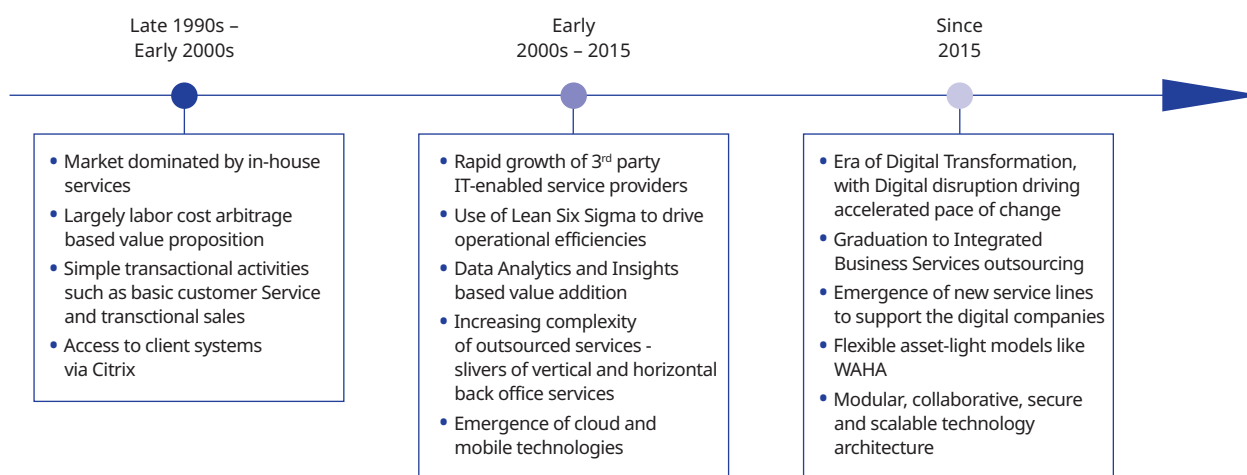 Late 1990s –
Early 2000s
• Market dominated by in-house
services
• Largely labor cost arbitrage
based value proposition
• Simple transactional activities
such as basic customer Service
and transctional sales
• Access to client systems
via Citrix
Early
2000s – 2015
• Rapid growth of 3rd party
IT-enabled service providers
• Use of Lean Six Sigma to drive
operational efficiencies
• Data Analytics and Insights
based value addition
• Increasing complexity
of outsourced services -
slivers of vertical and horizontal
back office services
• Emergence of cloud and
mobile technologies
Since
2015
• Era of Digital Transformation,
with Digital disruption driving
accelerated pace of change
• Graduation to Integrated
Business Services outsourcing
• Emergence of new service lines
to support the digital companies
• Flexible asset-light models like
WAHA
• Modular, collaborative, secure
and scalable technology
architecture